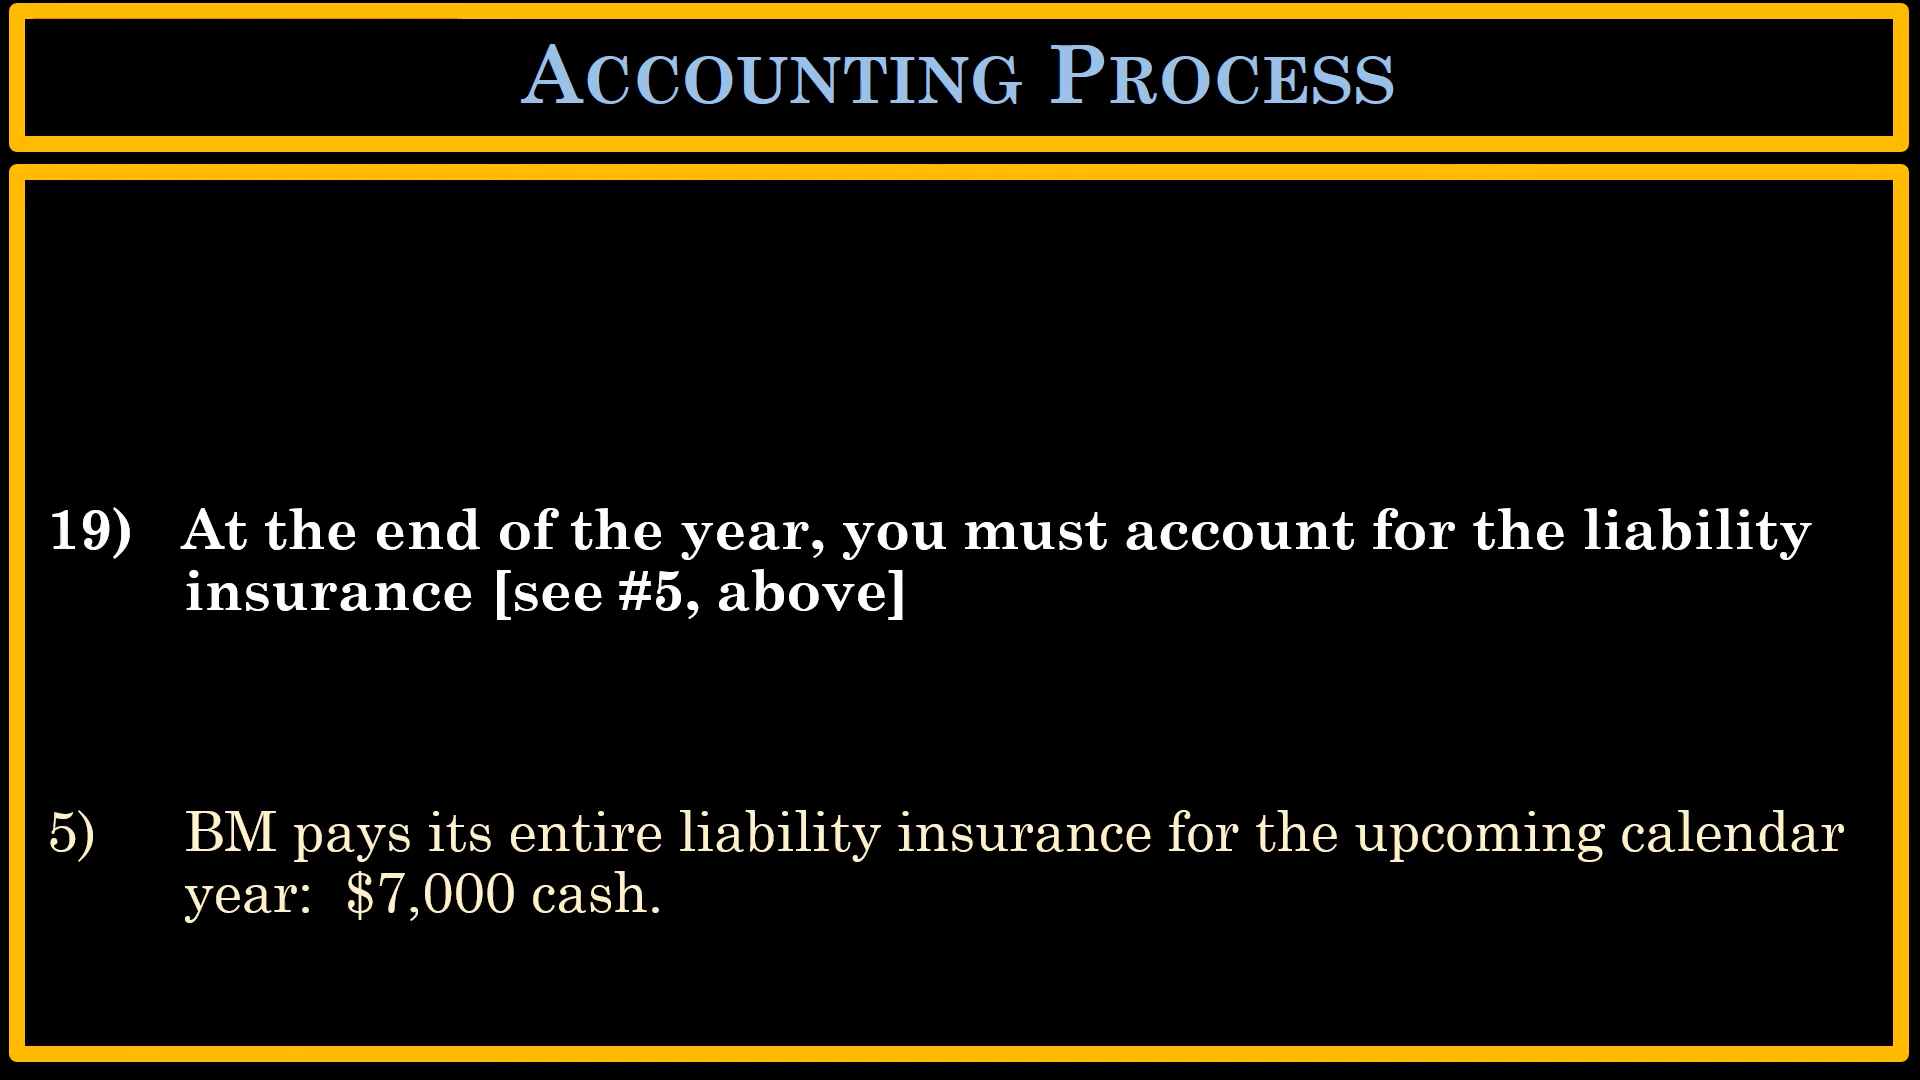 ACCOUNTING PROCESS
19) At the end of the year, you must account for the liability
insurance [see #5, above]
5) BM pays its entire liability insurance for the upcoming calendar
year: $7,000 cash.